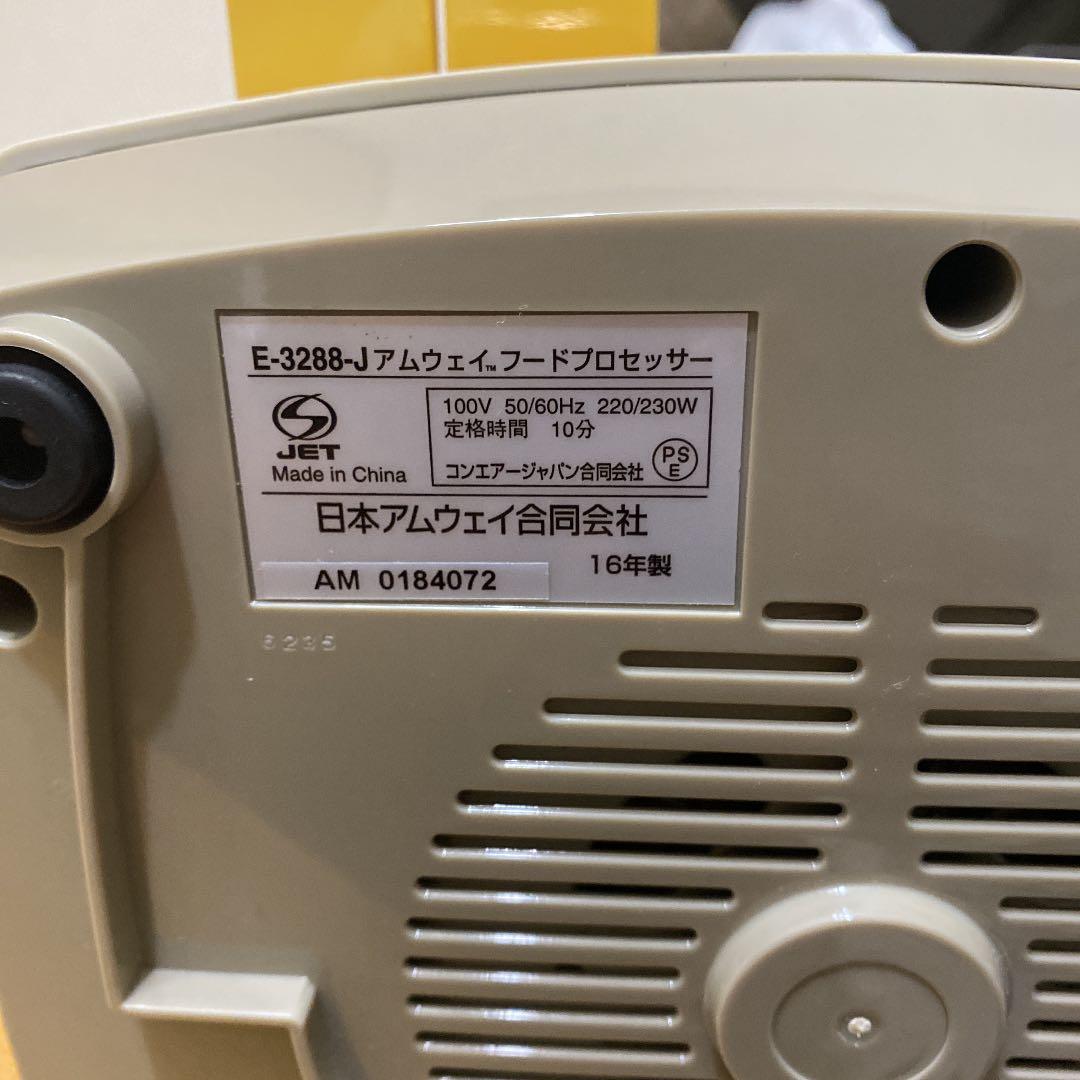 E-3288-J アムウェイ™ フードプロセッサー
JET
Made in China
100V 50/60Hz 220/230W
定格時間 10分
コンエアージャパン合同会社
PS
E
日本アムウェイ合同会社
16年製
AM 0184072
6235